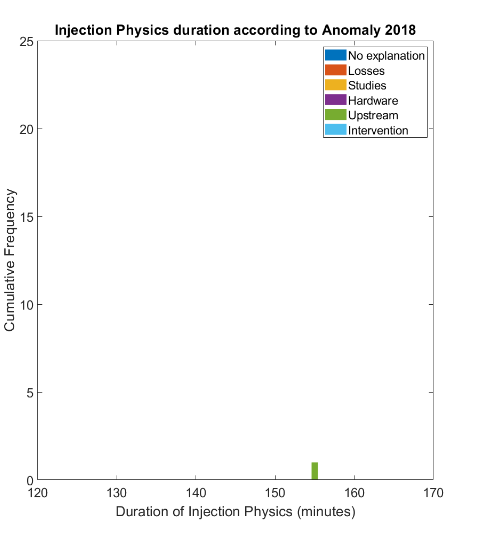 Injection Physics duration according to Anomaly 2018
25
20
15
10
5
0
Cumulative Frequency
No explanation
Losses
Studies
Hardware
Upstream
Intervention
120 130 140 150 160 170
Duration of Injection Physics (minutes)